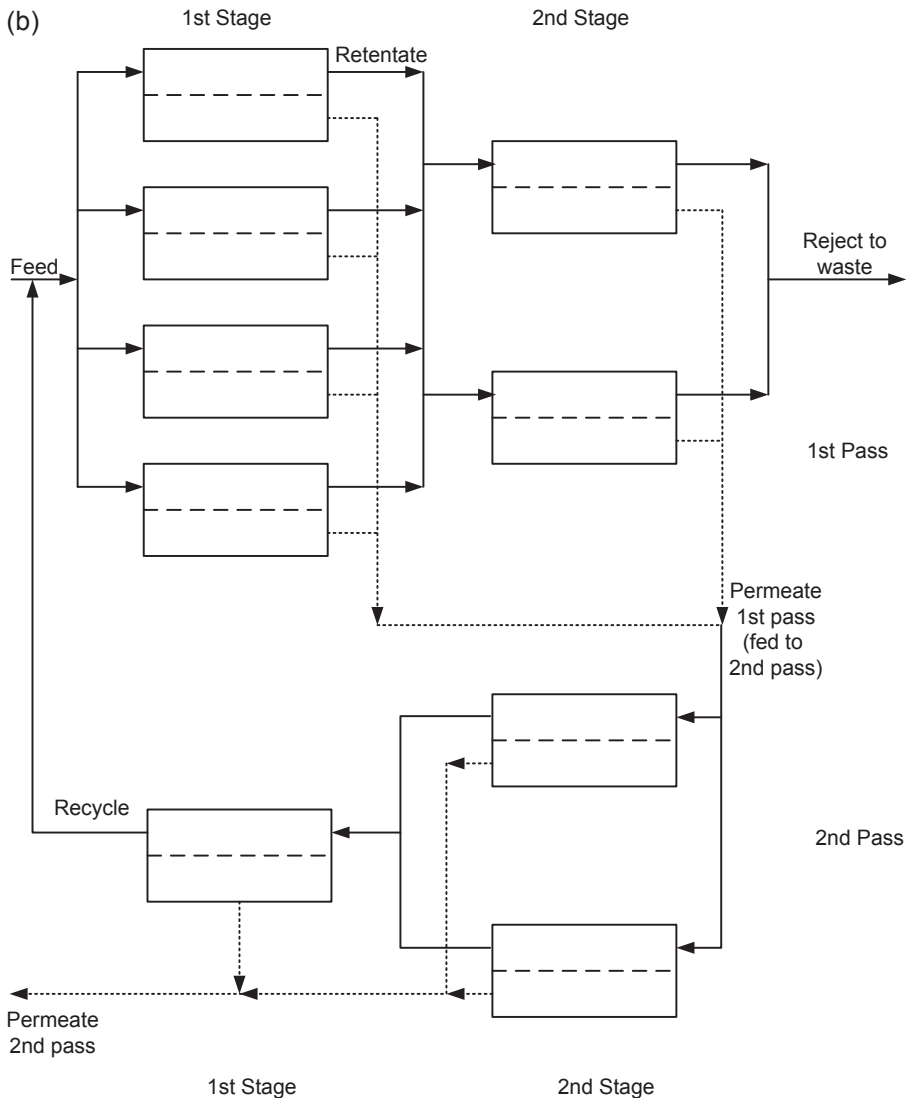 (b)
1st Stage
2nd Stage
Retentate
Feed
Reject to
waste
1st Pass
Permeate
1st pass
(fed to
2nd pass)
Recycle
2nd Pass
Permeate
2nd pass
1st Stage
2nd Stage